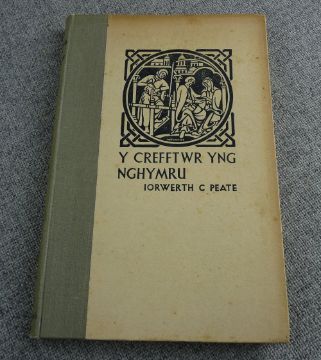 Y CREFFTWR YNG
NGHYMRU
IORWERTH C PEATE